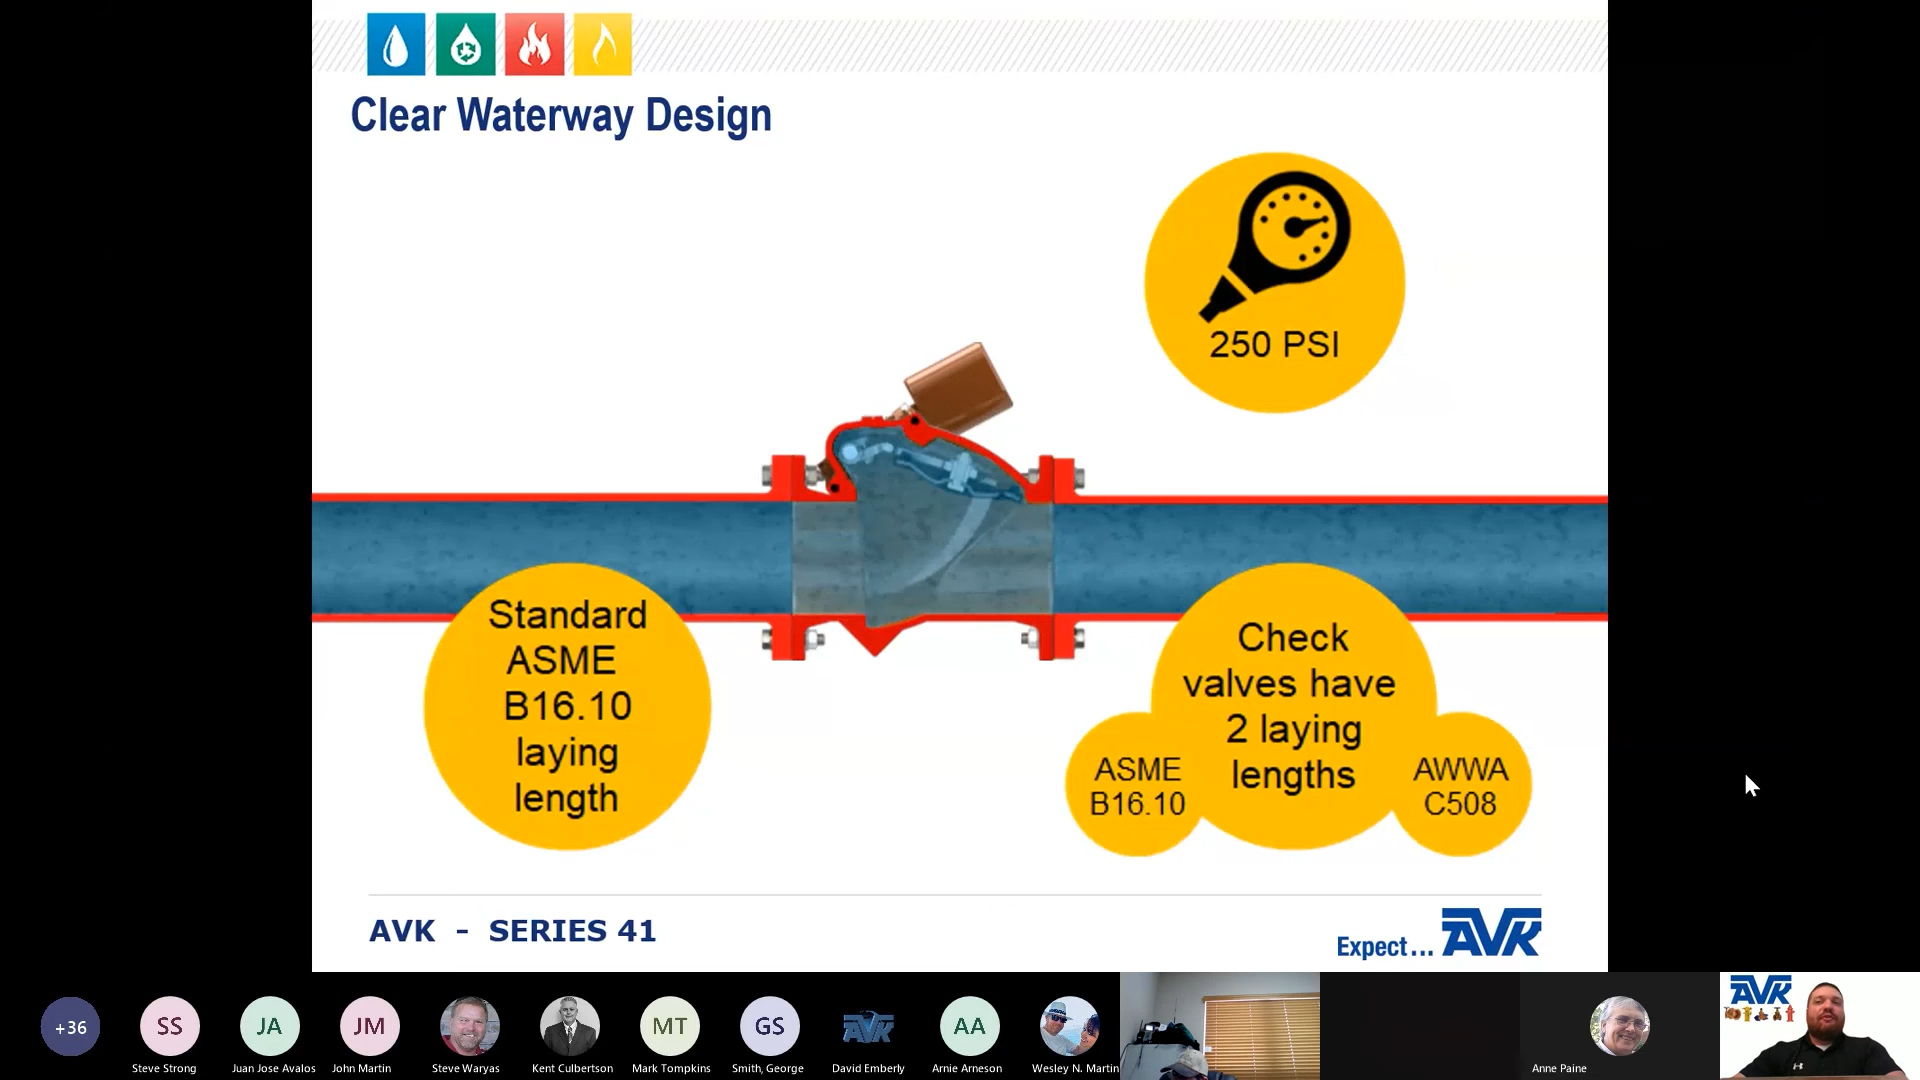 Clear Waterway Design
250 PSI
Standard
ASME
B16.10
laying
length
Check
valves have
2 laying
lengths
ASME
B16.10
AWWA
C508
AVK - SERIES 41
Expect... AVK
+36
SS
Steve Strong
JA
Juan Jose Avalos
JM
John Martin
Steve Waryas
Kent Culbertson
MT
Mark Tompkins
GS
Smith, George
AVK
David Emberly
AA
Arnie Arneson
Wesley N. Martin
Anne Paine
AVK